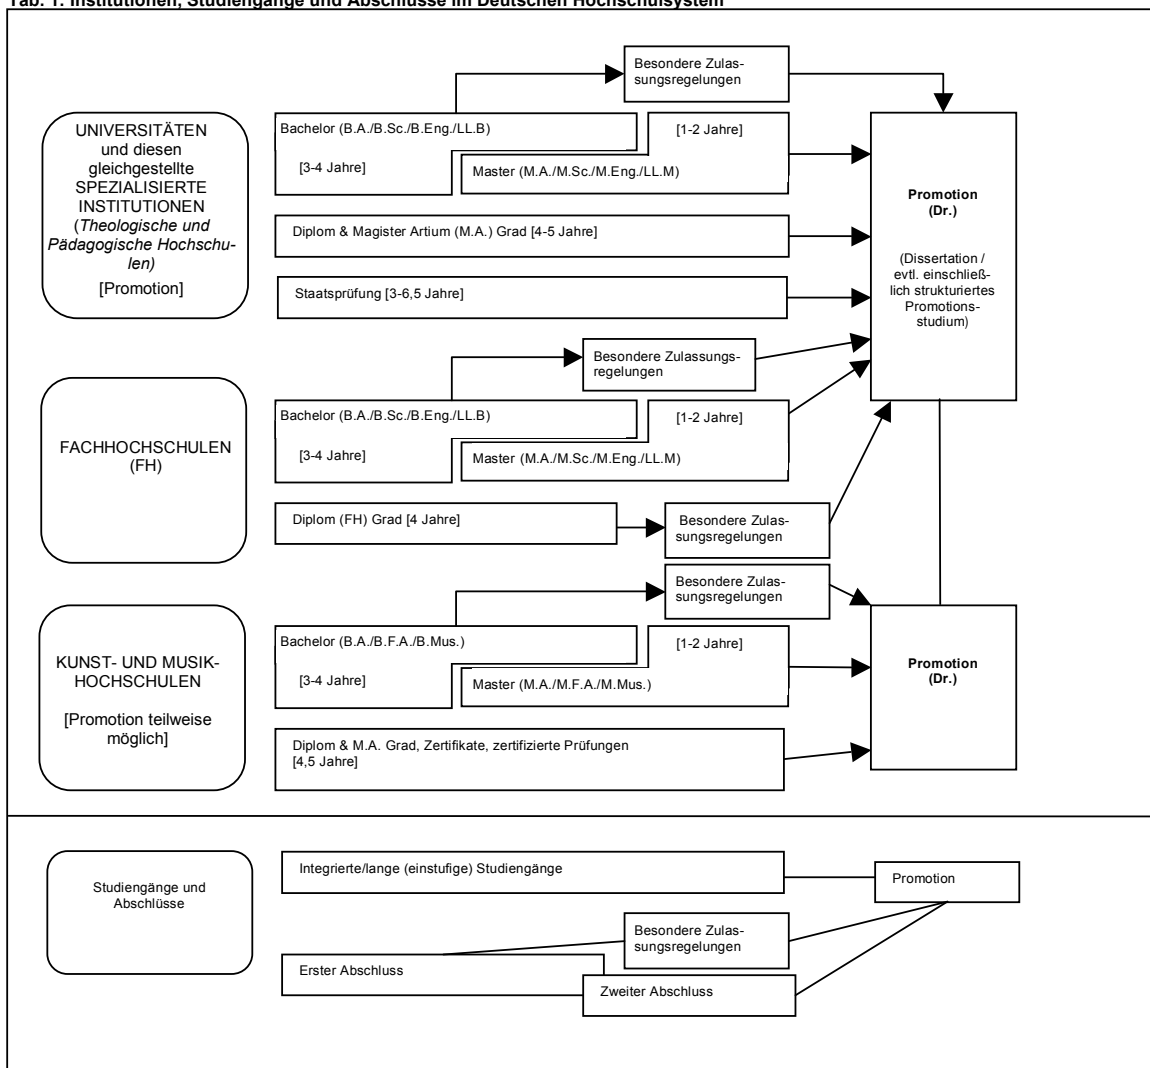 Tab. 1: Institutionen, Studiengänge und Abschlüsse im Deutschen Hochschulsystem
Besondere Zulas-
sungsregelungen
UNIVERSITÄTEN
und diesen
gleichgestellte
SPEZIALISIERTE
INSTITUTIONEN
(Theologische und
Pädagogische Hochschu-
len)
[Promotion]
Bachelor (B.A./B.Sc./B.Eng./LL.B)
[3-4 Jahre]
[1-2 Jahre]
Master (M.A./M.Sc./M.Eng./LL.M)
Diplom & Magister Artium (M.A.) Grad [4-5 Jahre]
Staatsprüfung [3-6,5 Jahre]
Promotion
(Dr.)
(Dissertation /
evtl. einschließ-
lich strukturiertes
Promotions-
studium)
Besondere Zulassungs-
regelungen
FACHHOCHSCHULEN
(FH)
Bachelor (B.A./B.Sc./B.Eng./LL.B)
[3-4 Jahre]
[1-2 Jahre]
Master (M.A./M.Sc./M.Eng./LL.M)
Diplom (FH) Grad [4 Jahre]
Besondere Zulas-
sungsregelungen
Besondere Zulas-
sungsregelungen
KUNST- UND MUSIK-
HOCHSCHULEN
[Promotion teilweise
möglich]
Bachelor (B.A./B.F.A./B.Mus.)
[3-4 Jahre]
[1-2 Jahre]
Master (M.A./M.F.A./M.Mus.)
Diplom & M.A. Grad, Zertifikate, zertifizierte Prüfungen
[4,5 Jahre]
Promotion
(Dr.)
Studiengänge und
Abschlüsse
Integrierte/lange (einstufige) Studiengänge
Promotion
Besondere Zulas-
sungsregelungen
Erster Abschluss
Zweiter Abschluss